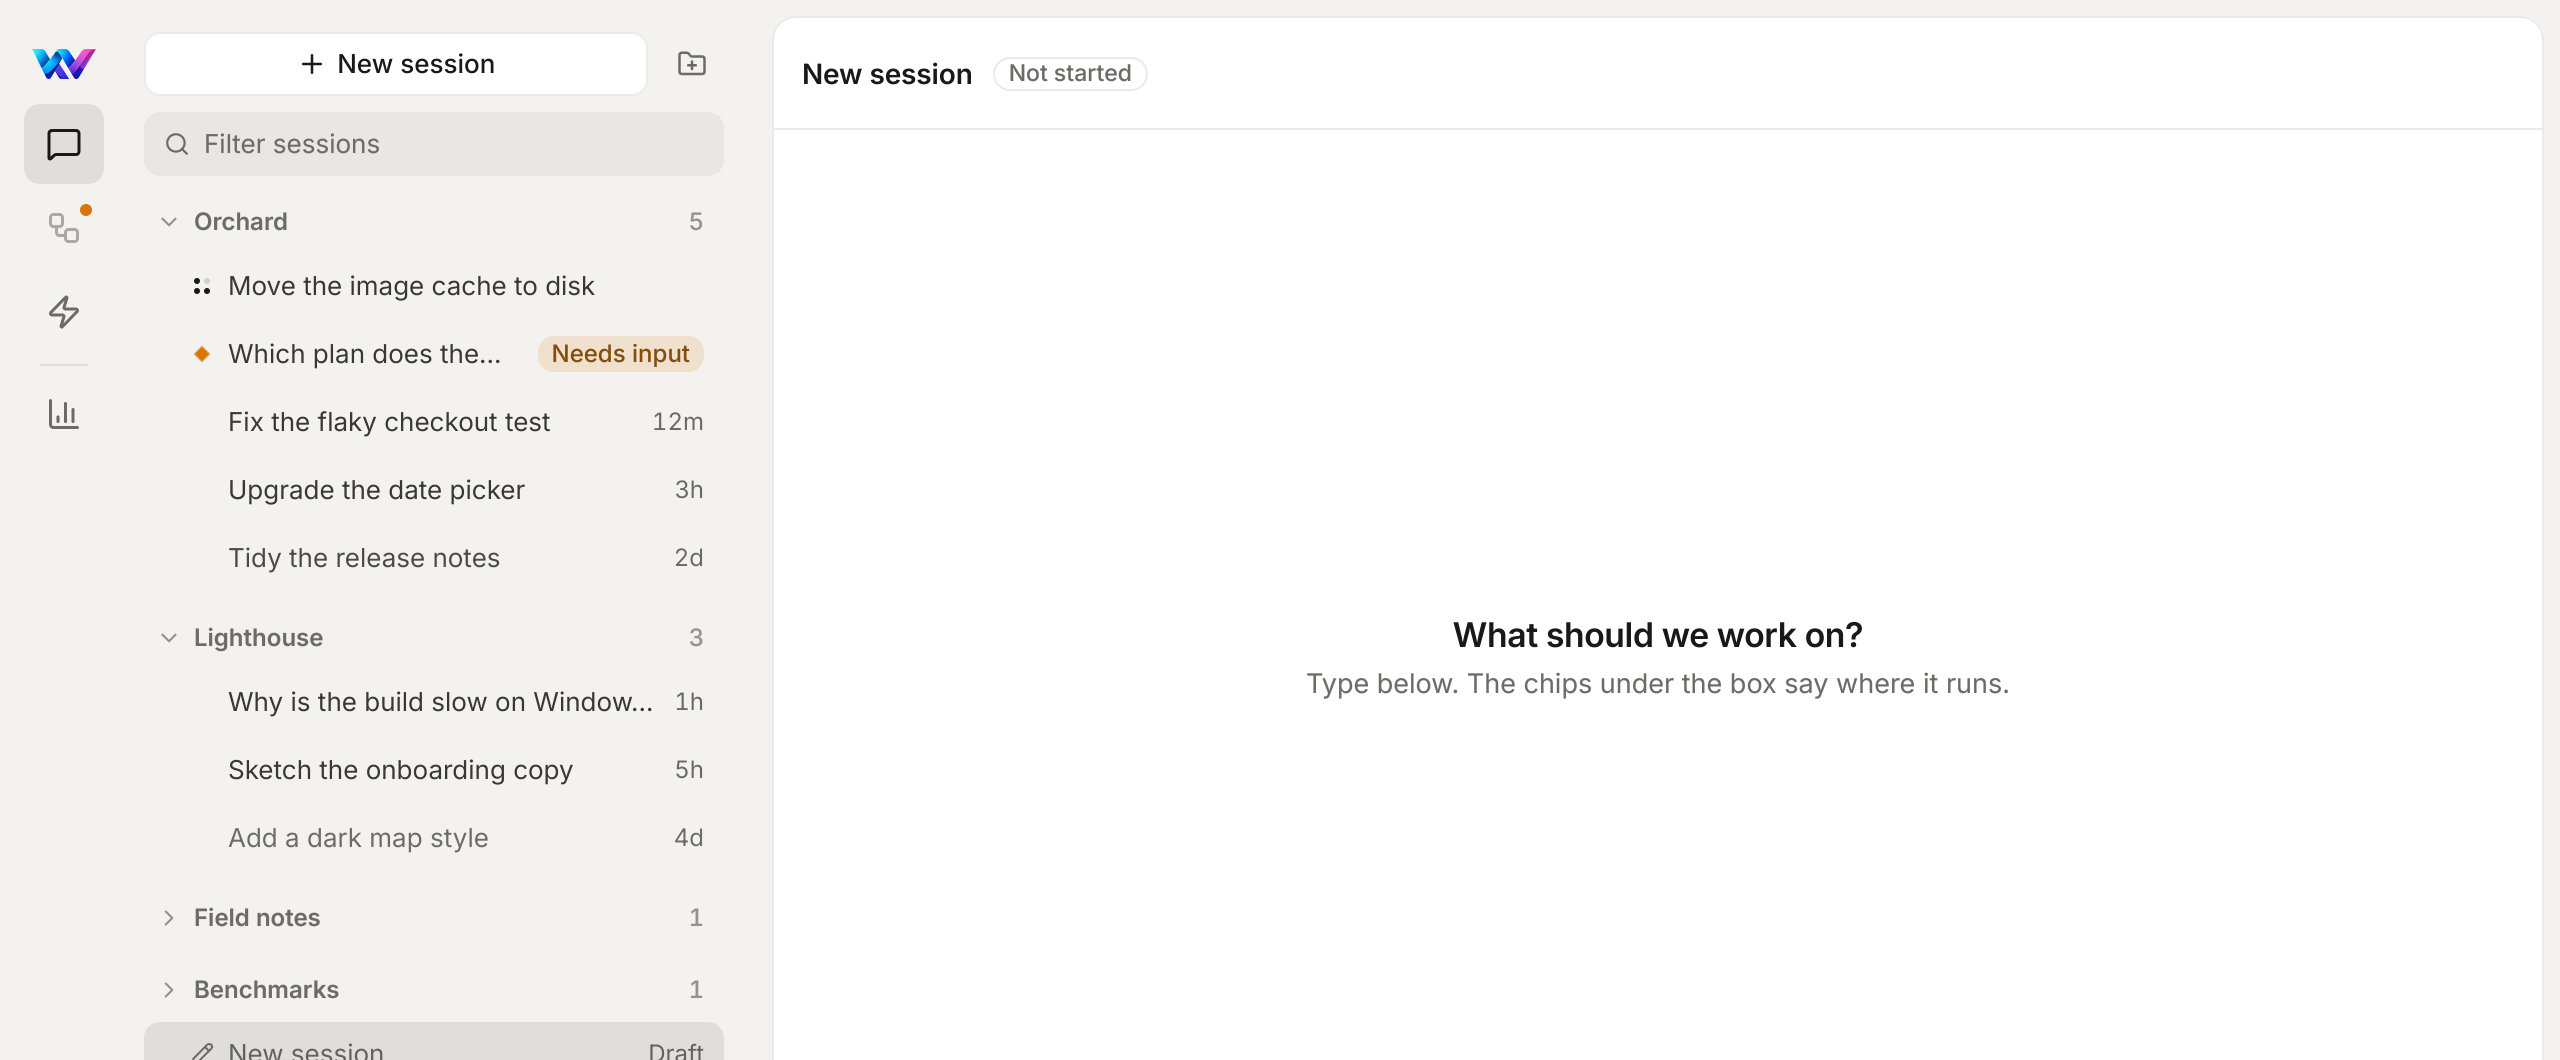 New session
Filter sessions
Orchard 5
Move the image cache to disk
Which plan does the... Needs input
Fix the flaky checkout test 12m
Upgrade the date picker 3h
Tidy the release notes 2d
Lighthouse 3
Why is the build slow on Window... 1h
Sketch the onboarding copy 5h
Add a dark map style 4d
Field notes 1
Benchmarks 1
New session Draft
New session Not started
What should we work on?
Type below. The chips under the box say where it runs.